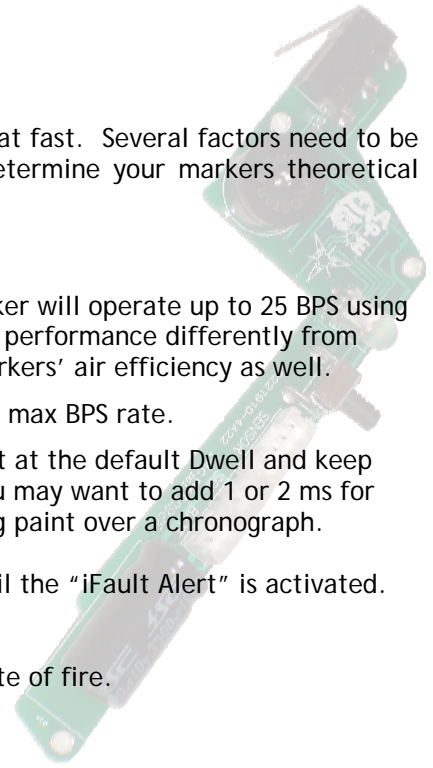 at fast.  Several factors need to be
etermine your markers theoretical
ker will operate up to 25 BPS using
performance differently from
rkers’ air efficiency as well.
max BPS rate.
t at the default Dwell and keep
u may want to add 1 or 2 ms for
g paint over a chronograph.
il the “iFault Alert” is activated.
te of fire.
APE
SENSOR